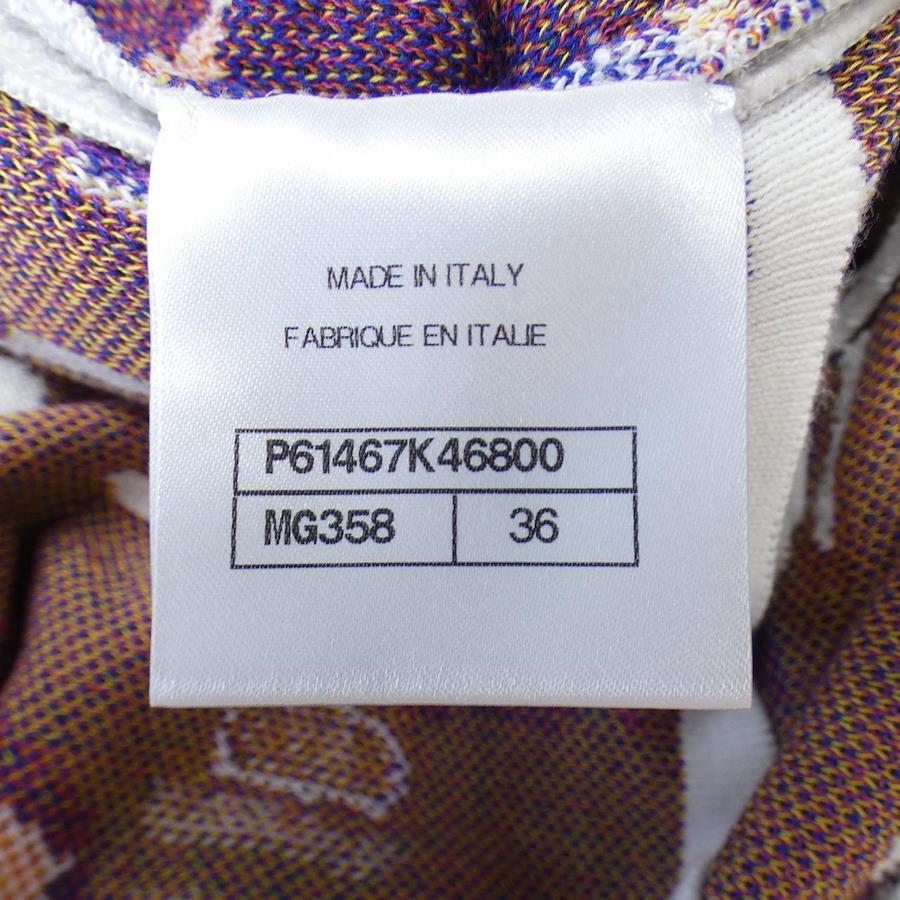 MADE IN ITALY
FABRIQUE EN ITALIE
P61467K46800
MG358 36